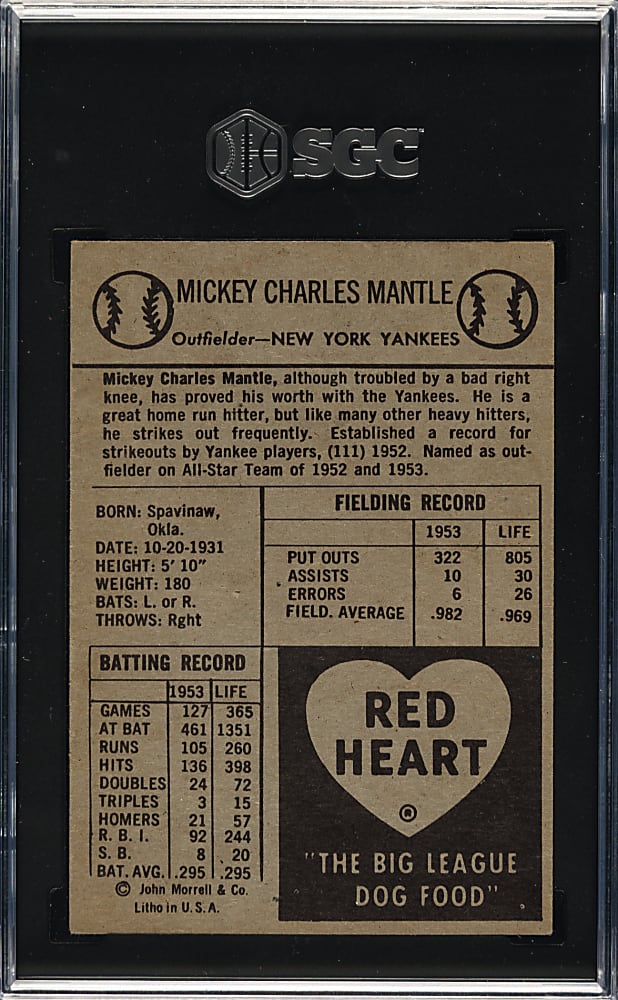 SGC
MICKEY CHARLES MANTLE
Outfielder—NEW YORK YANKEES
Mickey Charles Mantle, although troubled by a bad right
knee, has proved his worth with the Yankees. He is a
great home run hitter, but like many other heavy hitters,
he strikes out frequently. Established a record for
strikeouts by Yankee players, (111) 1952. Named as out-
fielder on All-Star Team of 1952 and 1953.
BORN: Spavinaw,
Okla.
DATE: 10-20-1931
HEIGHT: 5' 10"
WEIGHT: 180
BATS: L. or R.
THROWS: Rght
FIELDING RECORD
1953 LIFE
PUT OUTS 322 805
ASSISTS 10 30
ERRORS 6 26
FIELD. AVERAGE .982 .969
BATTING RECORD
1953 LIFE
GAMES 127 365
AT BAT 461 1351
RUNS 105 260
HITS 136 398
DOUBLES 24 72
TRIPLES 3 15
HOMERS 21 57
R. B. I. 92 244
S. B. 8 20
BAT. AVG. .295 .295
© John Morrell & Co.
Litho in U. S. A.
RED
HEART
®
"THE BIG LEAGUE
DOG FOOD"